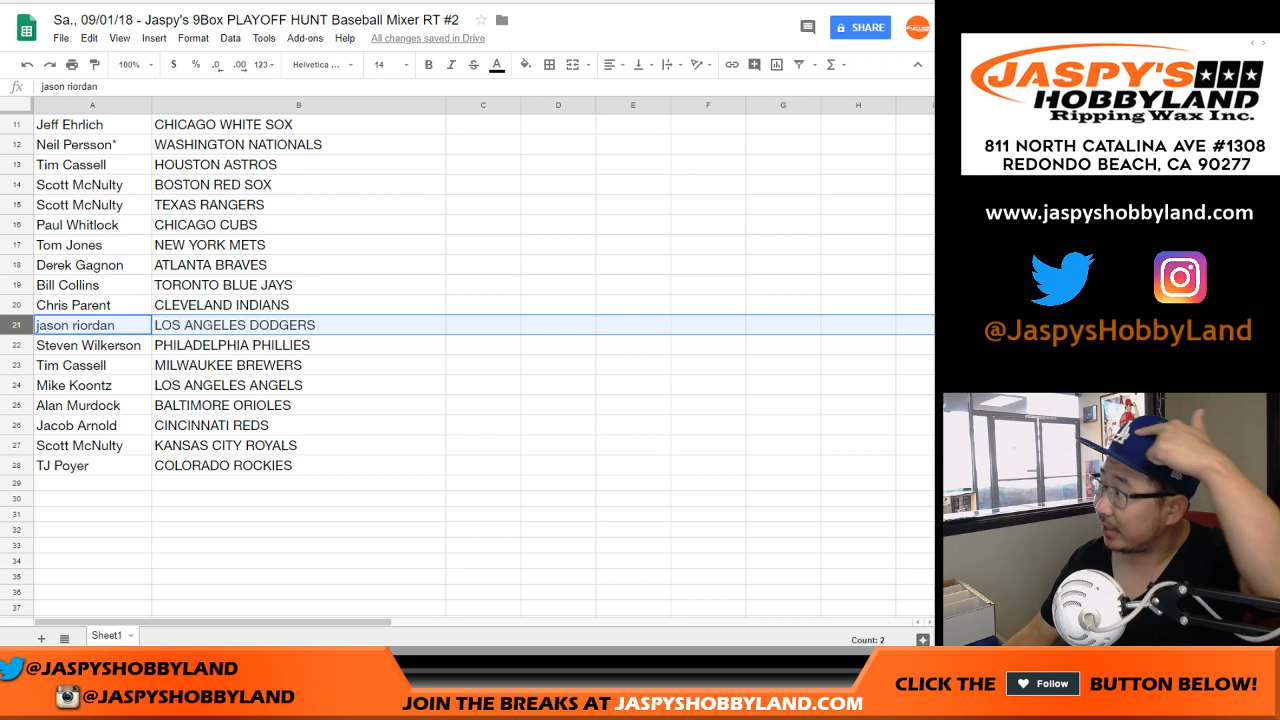 Sa., 09/01/18 - Jaspy's 9Box PLAYOFF HUNT Baseball Mixer RT #2
File Edit View Insert Format Data Tools Add-ons Help All changes saved in Drive
SHARE
100% $ % .0 .00 123 Helvetica ... 14 B I S A Σ
fx jason riordan
A B C D E F G H
11 Jeff Ehrlich CHICAGO WHITE SOX
12 Neil Persson* WASHINGTON NATIONALS
13 Tim Cassell HOUSTON ASTROS
14 Scott McNulty BOSTON RED SOX
15 Scott McNulty TEXAS RANGERS
16 Paul Whitlock CHICAGO CUBS
17 Tom Jones NEW YORK METS
18 Derek Gagnon ATLANTA BRAVES
19 Bill Collins TORONTO BLUE JAYS
20 Chris Parent CLEVELAND INDIANS
21 jason riordan LOS ANGELES DODGERS
22 Steven Wilkerson PHILADELPHIA PHILLIES
23 Tim Cassell MILWAUKEE BREWERS
24 Mike Koontz LOS ANGELES ANGELS
25 Alan Murdock BALTIMORE ORIOLES
26 Jacob Arnold CINCINNATI REDS
27 Scott McNulty KANSAS CITY ROYALS
28 TJ Poyer COLORADO ROCKIES
29
30
31
32
33
34
35
36
37
Sheet1
Count: 2
JASPY'S
HOBBYLAND
Ripping Wax Inc.
811 NORTH CATALINA AVE #1308
REDONDO BEACH, CA 90277
www.jaspyshobbyland.com
@JaspysHobbyLand
LA
@JASPYSHOBBYLAND
@JASPYSHOBBYLAND
JOIN THE BREAKS AT JASPYSHOBBYLAND.COM
CLICK THE Follow BUTTON BELOW!